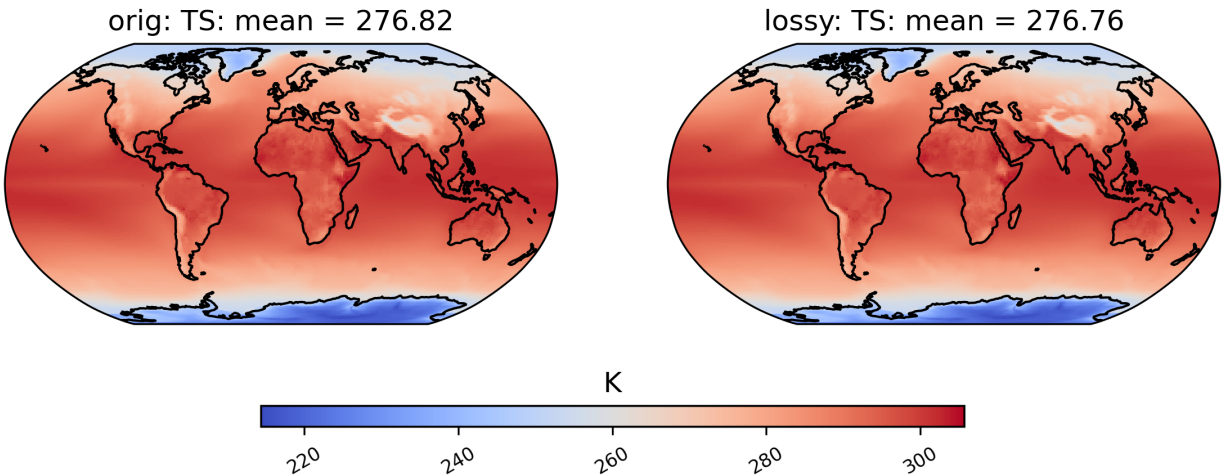 orig: TS: mean = 276.82
lossy: TS: mean = 276.76
K
220
240
260
280
300